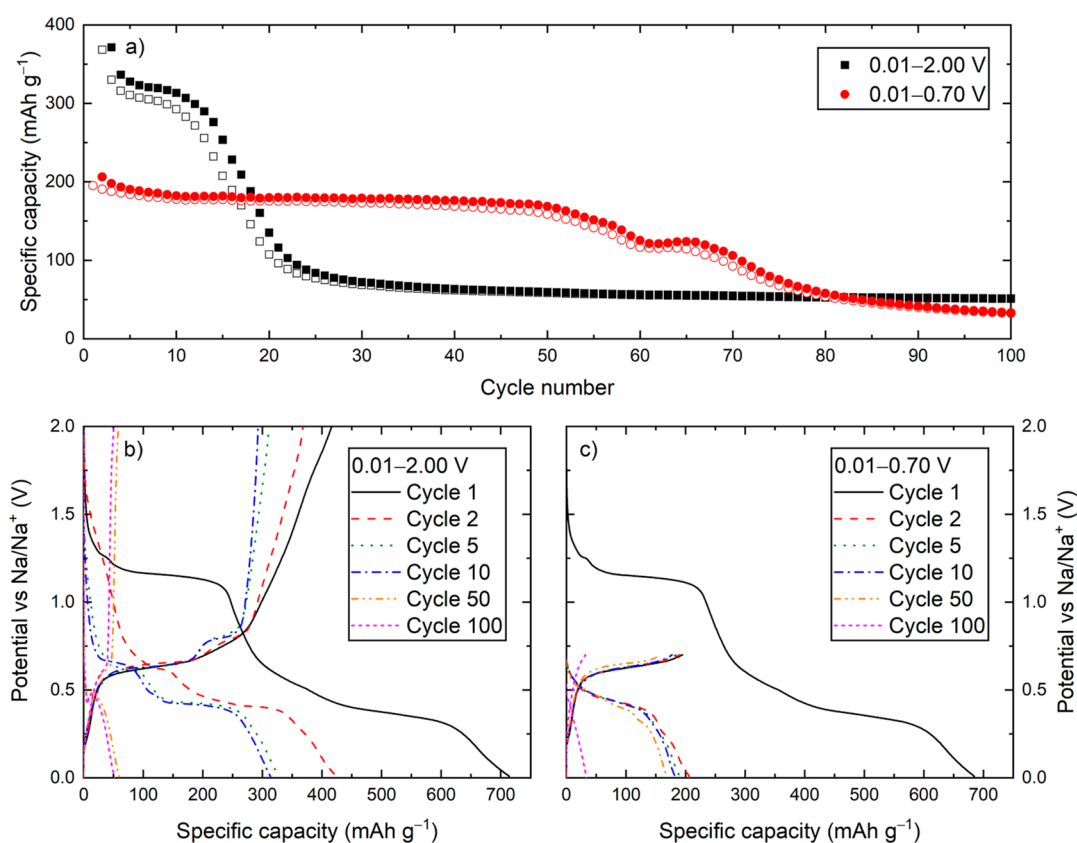 a)
0.01–2.00 V
0.01–0.70 V
Specific capacity (mAh g⁻¹)
400
300
200
100
0
0 10 20 30 40 50 60 70 80 90 100
Cycle number
b)
0.01–2.00 V
Cycle 1
Cycle 2
Cycle 5
Cycle 10
Cycle 50
Cycle 100
Potential vs Na/Na⁺ (V)
2.0
1.5
1.0
0.5
0.0
0 100 200 300 400 500 600 700
Specific capacity (mAh g⁻¹)
c)
0.01–0.70 V
Cycle 1
Cycle 2
Cycle 5
Cycle 10
Cycle 50
Cycle 100
2.0
1.5
1.0
0.5
0.0
Potential vs Na/Na⁺ (V)
0 100 200 300 400 500 600 700
Specific capacity (mAh g⁻¹)